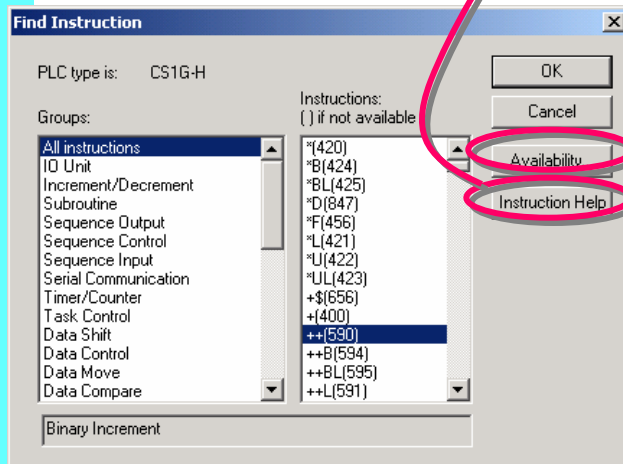 Find Instruction
PLC type is: CS1G-H
OK
Cancel
Availability
Instruction Help
Groups:
All instructions
IO Unit
Increment/Decrement
Subroutine
Sequence Output
Sequence Control
Sequence Input
Serial Communication
Timer/Counter
Task Control
Data Shift
Data Control
Data Move
Data Compare
Instructions:
( ) if not available
*(420)
*B(424)
*BL(425)
*D(847)
*F(456)
*L(421)
*U(422)
*UL(423)
+$(656)
+(400)
++(590)
++B(594)
++BL(595)
++L(591)
Binary Increment